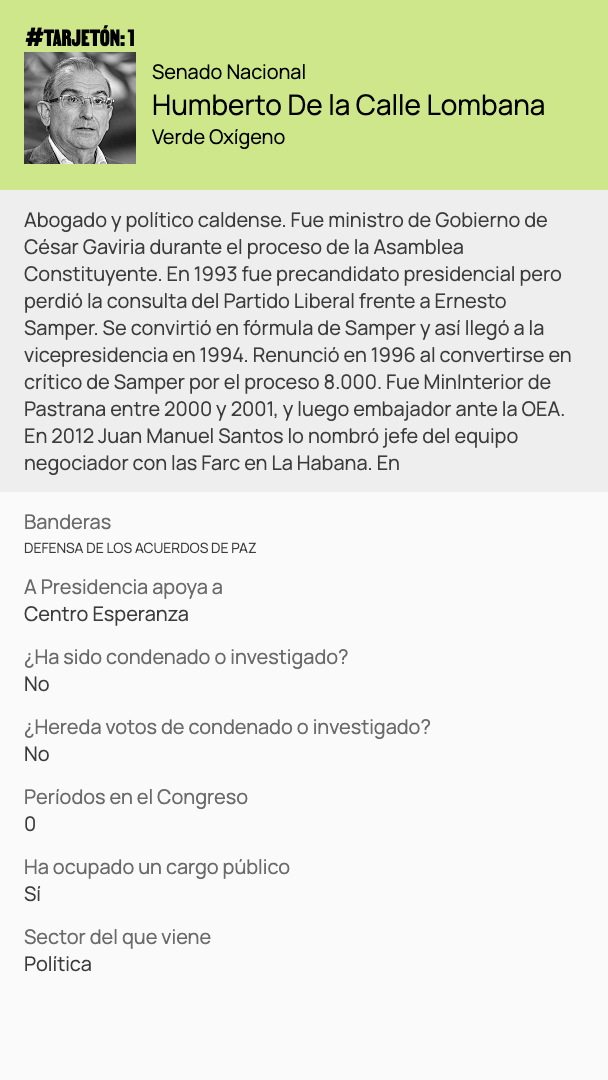 #TARJETÓN: 1
Senado Nacional
Humberto De la Calle Lombana
Verde Oxígeno
Abogado y político caldense. Fue ministro de Gobierno de
César Gaviria durante el proceso de la Asamblea
Constituyente. En 1993 fue precandidato presidencial pero
perdió la consulta del Partido Liberal frente a Ernesto
Samper. Se convirtió en fórmula de Samper y así llegó a la
vicepresidencia en 1994. Renunció en 1996 al convertirse en
crítico de Samper por el proceso 8.000. Fue MinInterior de
Pastrana entre 2000 y 2001, y luego embajador ante la OEA.
En 2012 Juan Manuel Santos lo nombró jefe del equipo
negociador con las Farc en La Habana. En
Banderas
DEFENSA DE LOS ACUERDOS DE PAZ
A Presidencia apoya a
Centro Esperanza
¿Ha sido condenado o investigado?
No
¿Hereda votos de condenado o investigado?
No
Períodos en el Congreso
0
Ha ocupado un cargo público
Sí
Sector del que viene
Política